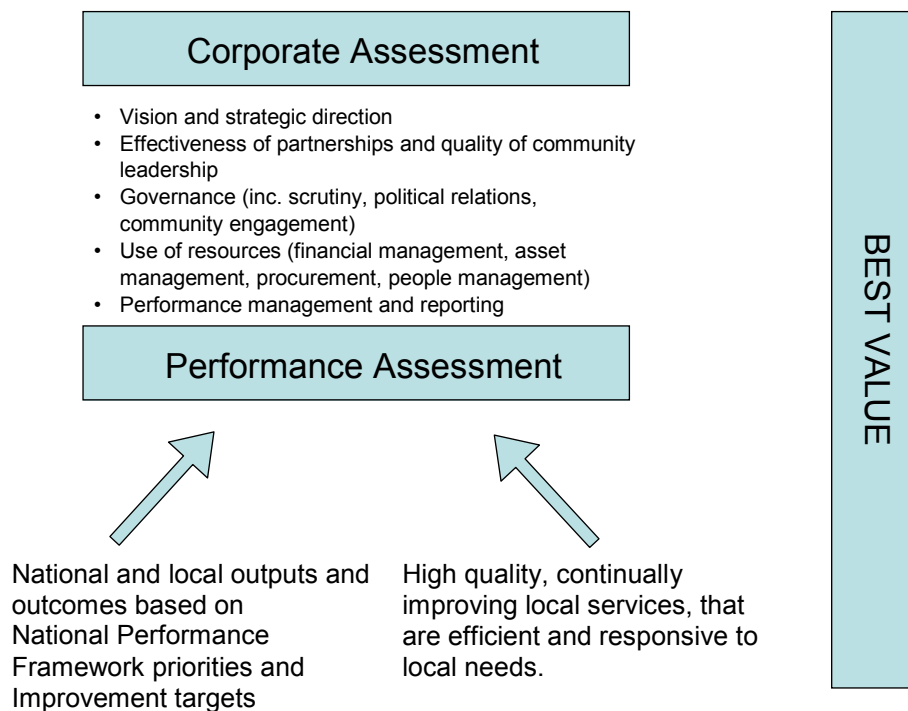 Corporate Assessment
• Vision and strategic direction
• Effectiveness of partnerships and quality of community
leadership
• Governance (inc. scrutiny, political relations,
community engagement)
• Use of resources (financial management, asset
management, procurement, people management)
• Performance management and reporting
Performance Assessment
National and local outputs and
outcomes based on
National Performance
Framework priorities and
Improvement targets
High quality, continually
improving local services, that
are efficient and responsive to
local needs.
BEST VALUE